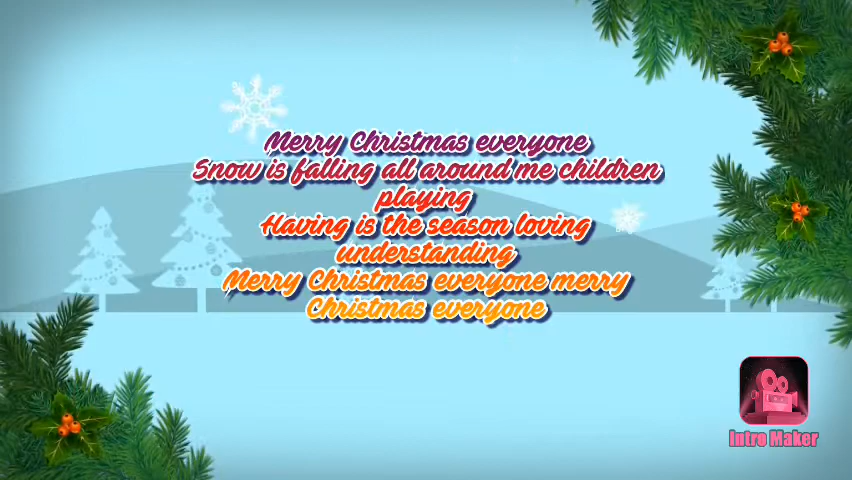 Merry Christmas everyone
Snow is falling all around me children
playing
Having is the season loving
understanding
Merry Christmas everyone merry
Christmas everyone
Intro Maker